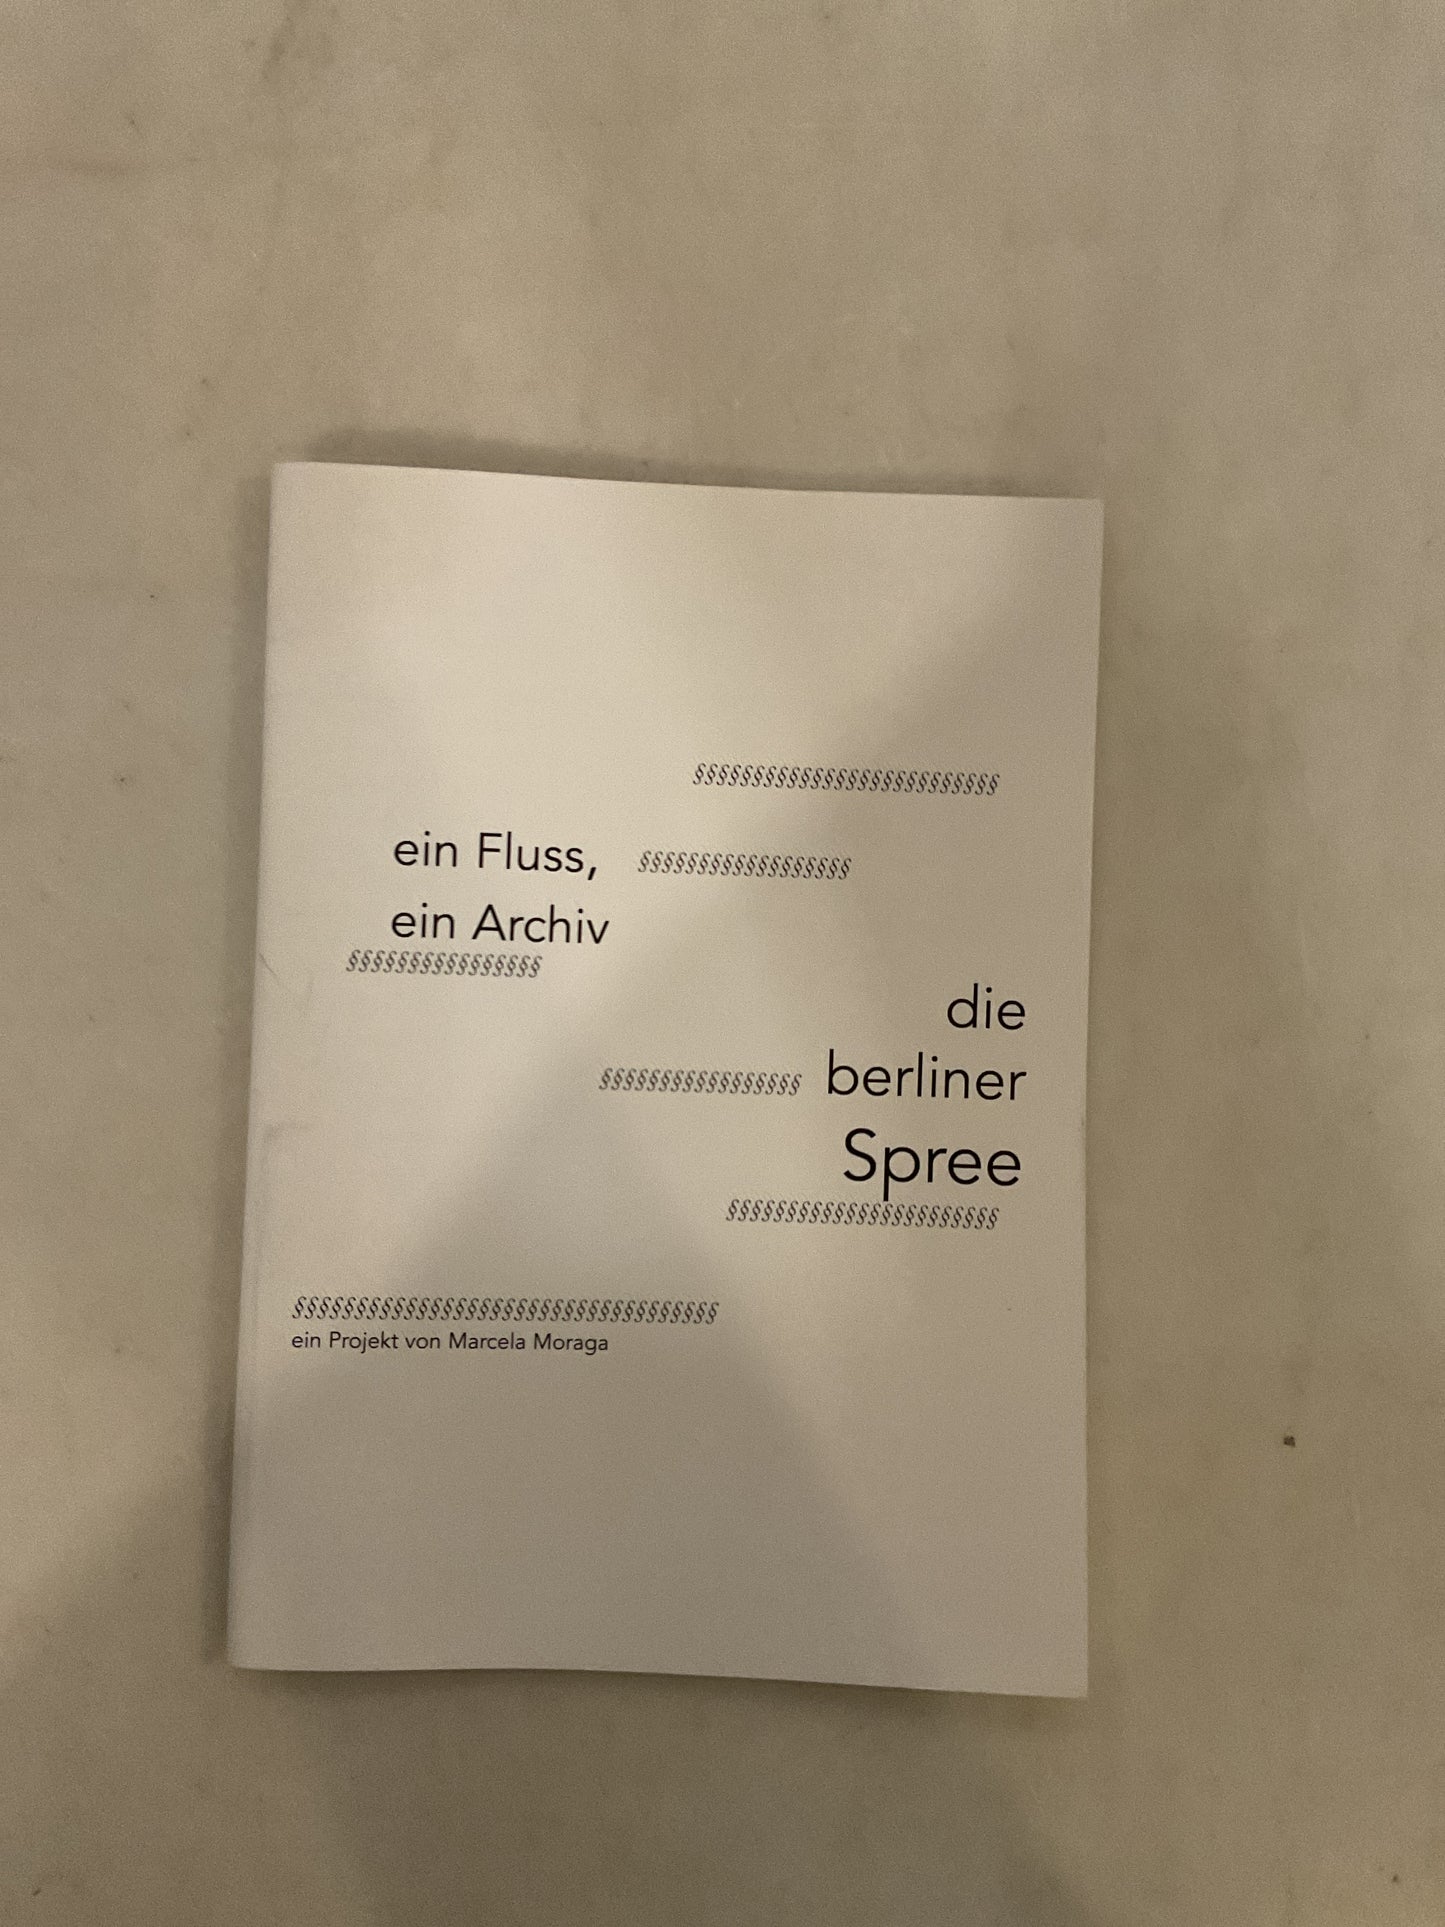 §§§§§§§§§§§§§§§§§§§§§§§§§§
ein Fluss, §§§§§§§§§§§§§§§§§§
ein Archiv
§§§§§§§§§§§§§§§§
die
§§§§§§§§§§§§§§§§§ berliner
Spree
§§§§§§§§§§§§§§§§§§§§§§§
§§§§§§§§§§§§§§§§§§§§§§§§§§§§§§§§§§§
ein Projekt von Marcela Moraga